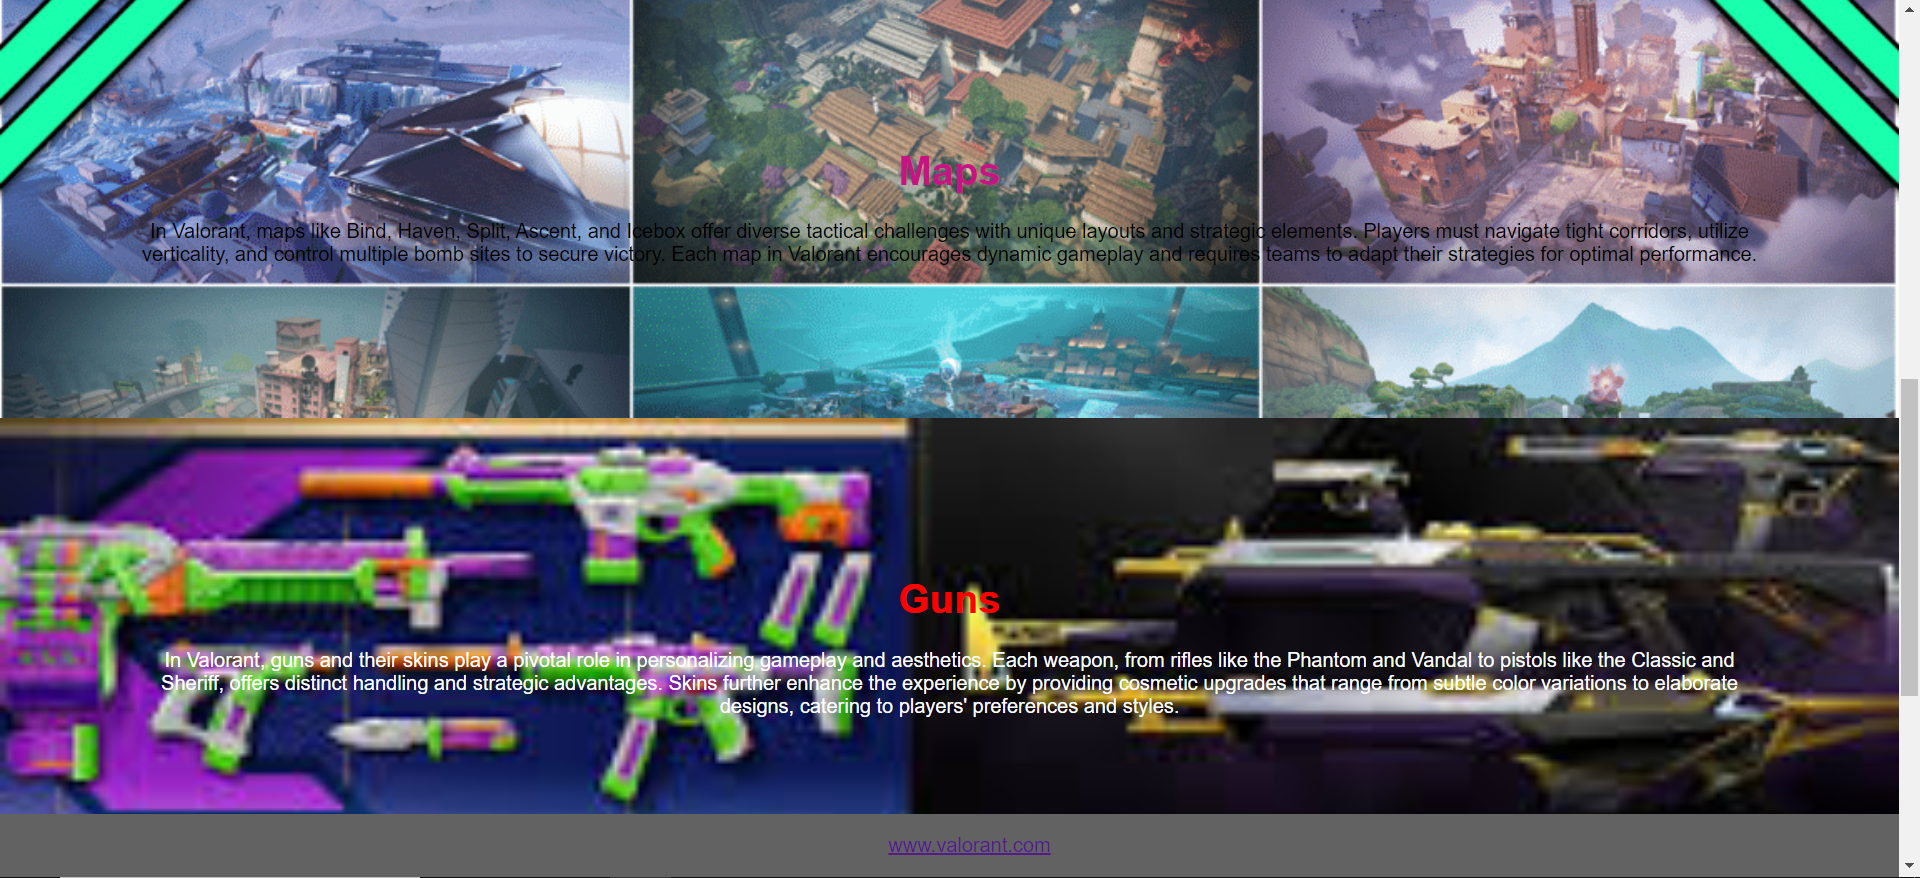 Maps
In Valorant, maps like Bind, Haven, Split, Ascent, and Icebox offer diverse tactical challenges with unique layouts and strategic elements. Players must navigate tight corridors, utilize
verticality, and control multiple bomb sites to secure victory. Each map in Valorant encourages dynamic gameplay and requires teams to adapt their strategies for optimal performance.
Guns
In Valorant, guns and their skins play a pivotal role in personalizing gameplay and aesthetics. Each weapon, from rifles like the Phantom and Vandal to pistols like the Classic and
Sheriff, offers distinct handling and strategic advantages. Skins further enhance the experience by providing cosmetic upgrades that range from subtle color variations to elaborate
designs, catering to players' preferences and styles.
www.valorant.com